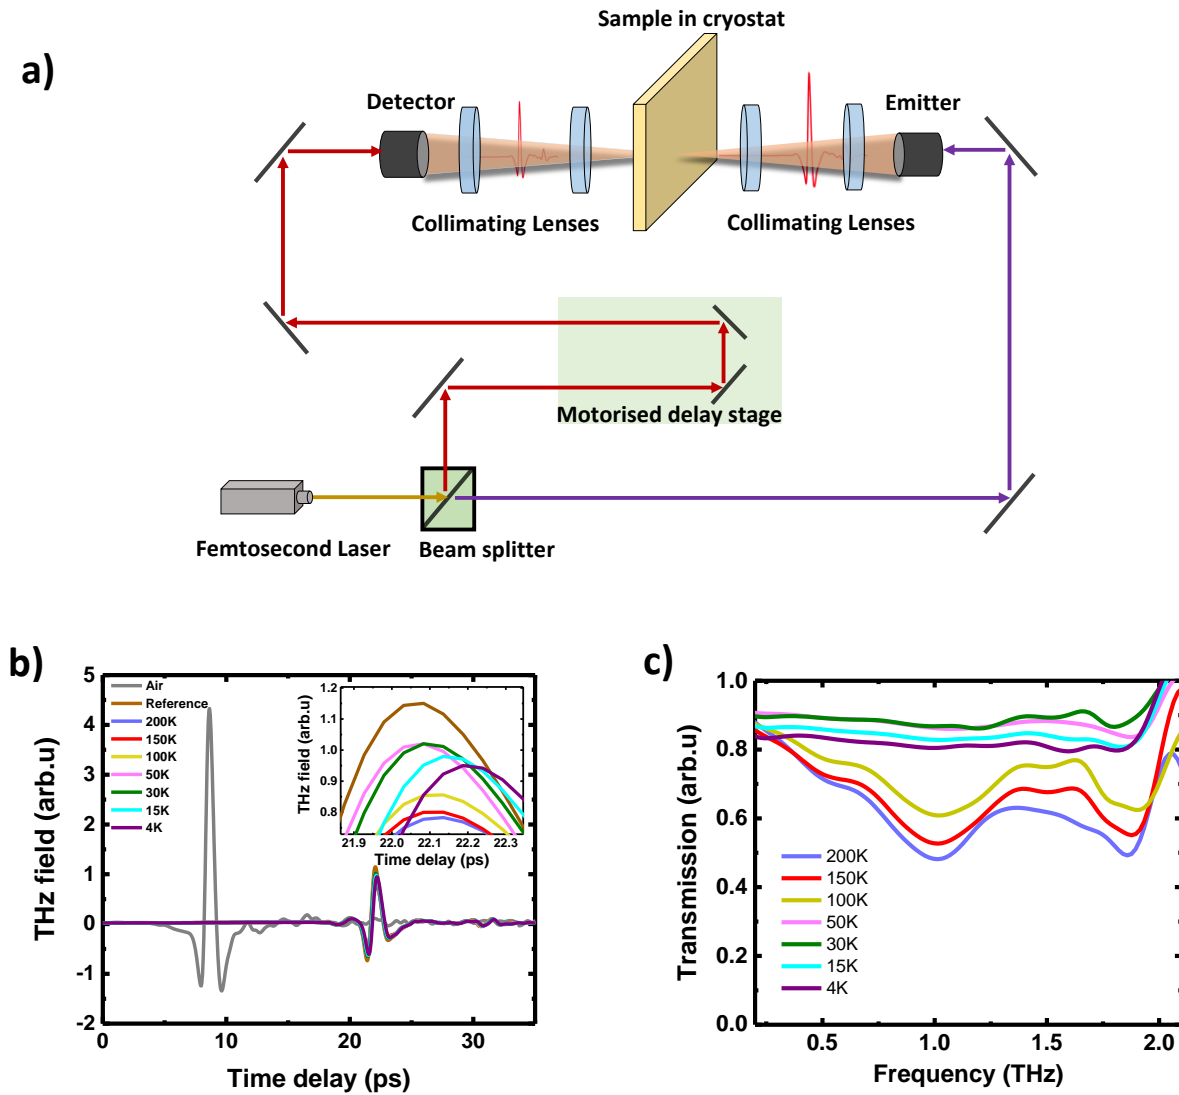 Sample in cryostat
a)
Detector
Emitter
Collimating Lenses
Collimating Lenses
Motorised delay stage
Femtosecond Laser
Beam splitter
b)
THz field (arb.u)
5
4
3
2
1
0
-1
-2
0
10
20
30
Time delay (ps)
Air
Reference
200K
150K
100K
50K
30K
15K
4K
THz field (arb.u)
1.2
1.1
1.0
0.9
0.8
21.9
22.0
22.1
22.2
22.3
Time delay (ps)
c)
Transmission (arb.u)
1.0
0.8
0.6
0.4
0.2
0.0
0.5
1.0
1.5
2.0
Frequency (THz)
200K
150K
100K
50K
30K
15K
4K